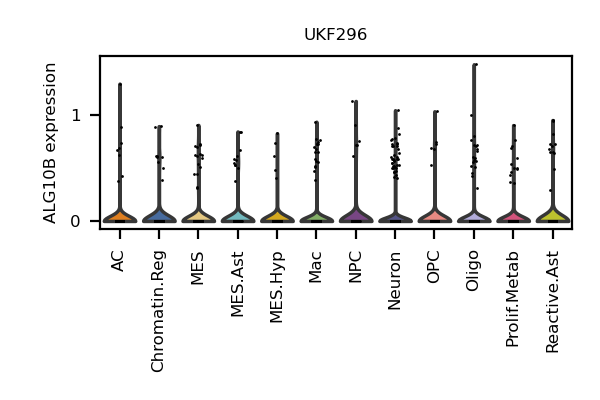 UKF296
ALG10B expression
1
0
AC
Chromatin.Reg
MES
MES.Ast
MES.Hyp
Mac
NPC
Neuron
OPC
Oligo
Prolif.Metab
Reactive.Ast